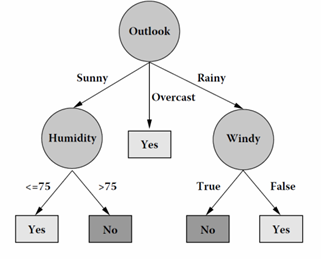 Outlook
Sunny
Rainy
Overcast
Humidity
Yes
Windy
<=75
>75
True
False
Yes
No
No
Yes